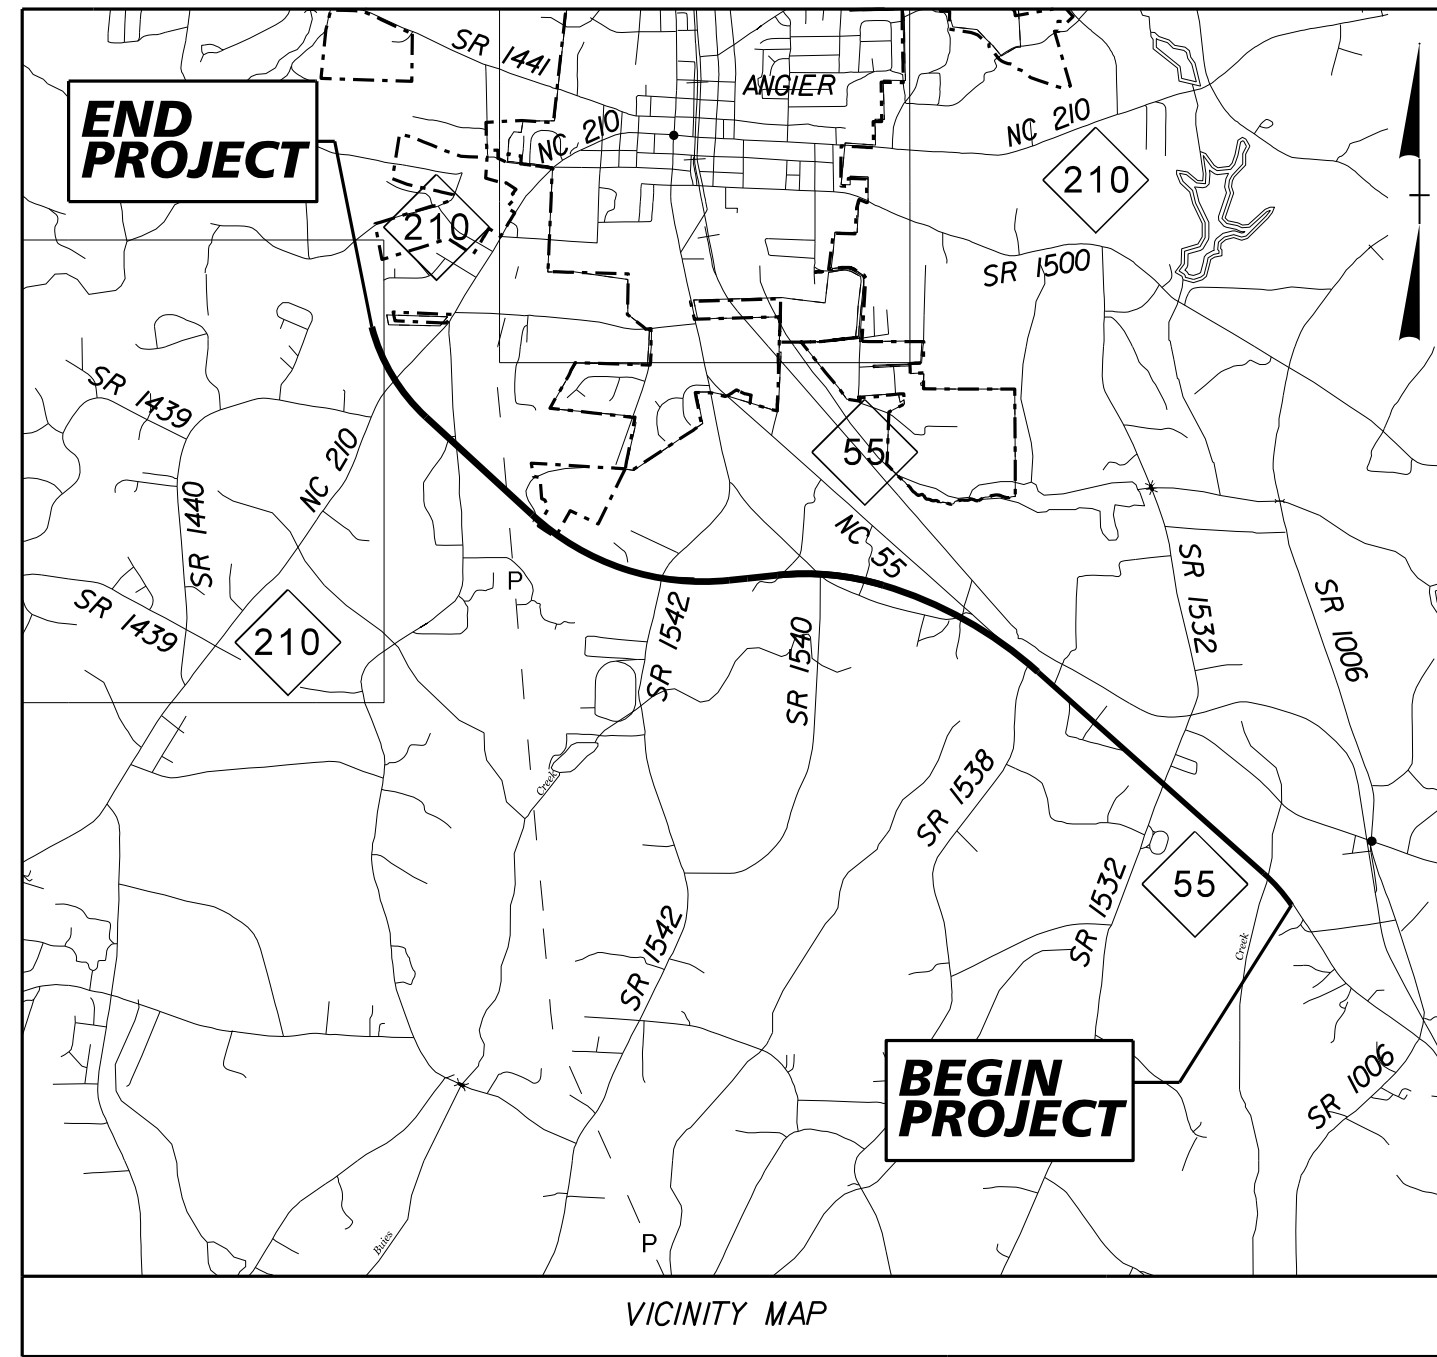 SR 1441
ANGIER
END
PROJECT
NC 210
NC 210
210
210
SR 1500
SR 1439
NC 210
55
SR 1440
NC 55
SR 1532
P
SR 1006
SR 1439
210
SR 1542
SR 1540
Creek
SR 1538
SR 1532
55
SR 1542
Creek
BEGIN
PROJECT
SR 1006
Buies
P
VICINITY MAP